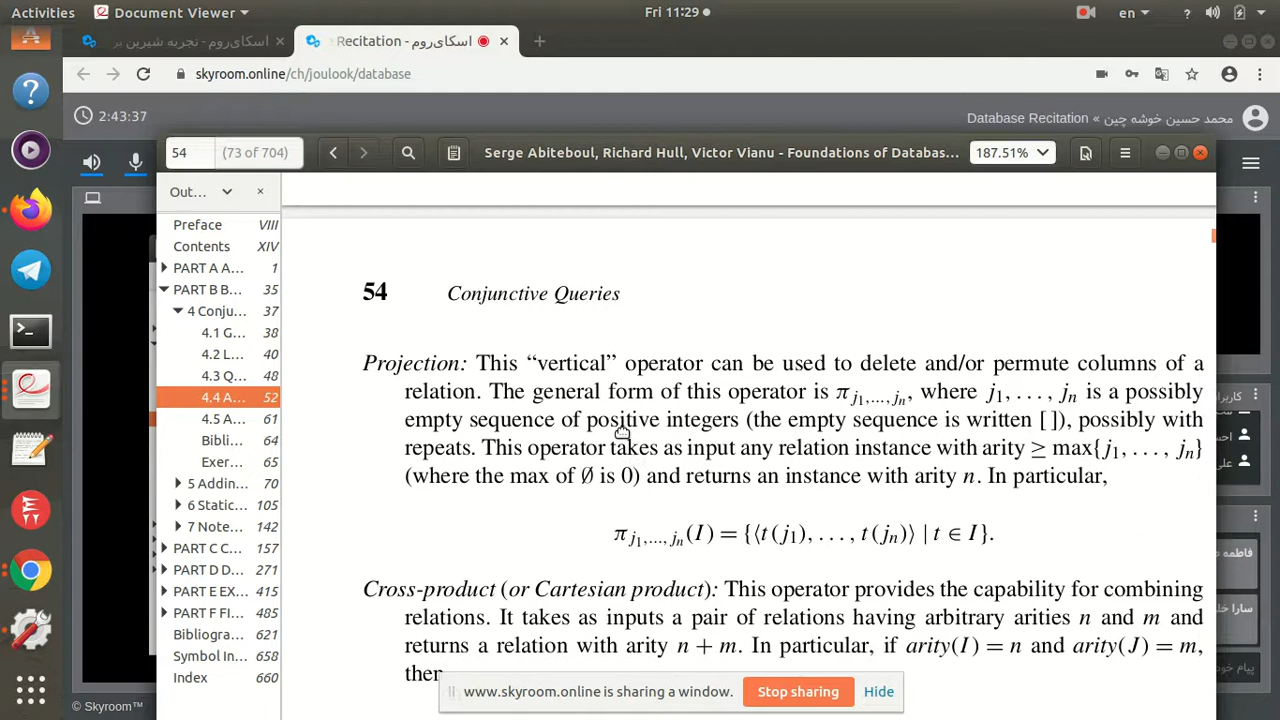 Activities
Document Viewer
Fri 11:29
en
اسکای‌روم - تجربه شیرین بر
اسکای‌روم - Recitation
skyroom.online/ch/joulook/database
2:43:37
محمد حسین خوشه چین » Database Recitation
54
(73 of 704)
Serge Abiteboul, Richard Hull, Victor Vianu - Foundations of Databas...
187.51%
Out...
Preface VIII
Contents XIV
PART A A... 1
PART B B... 35
4 Conju... 37
4.1 G... 38
4.2 L... 40
4.3 Q... 48
4.4 A... 52
4.5 A... 61
Bibli... 64
Exer... 65
5 Addin... 70
6 Static... 105
7 Note... 142
PART C C... 157
PART D D... 271
PART E EX... 391
PART F FI... 485
Bibliogra... 621
Symbol In... 658
Index 660
54 Conjunctive Queries
Projection: This “vertical” operator can be used to delete and/or permute columns of a
relation. The general form of this operator is π j1,...,jn, where j1, . . . , jn is a possibly
empty sequence of positive integers (the empty sequence is written [ ]), possibly with
repeats. This operator takes as input any relation instance with arity ≥ max{j1, . . . , jn}
(where the max of ∅ is 0) and returns an instance with arity n. In particular,
π j1,...,jn(I) = {⟨t(j1), . . . , t(jn)⟩ | t ∈ I}.
Cross-product (or Cartesian product): This operator provides the capability for combining
relations. It takes as inputs a pair of relations having arbitrary arities n and m and
returns a relation with arity n + m. In particular, if arity(I) = n and arity(J) = m,
then
www.skyroom.online is sharing a window.
Stop sharing
Hide
کاربرا
احس
علی
فاطمه د
سارا خل
پیام خود
© Skyroom™